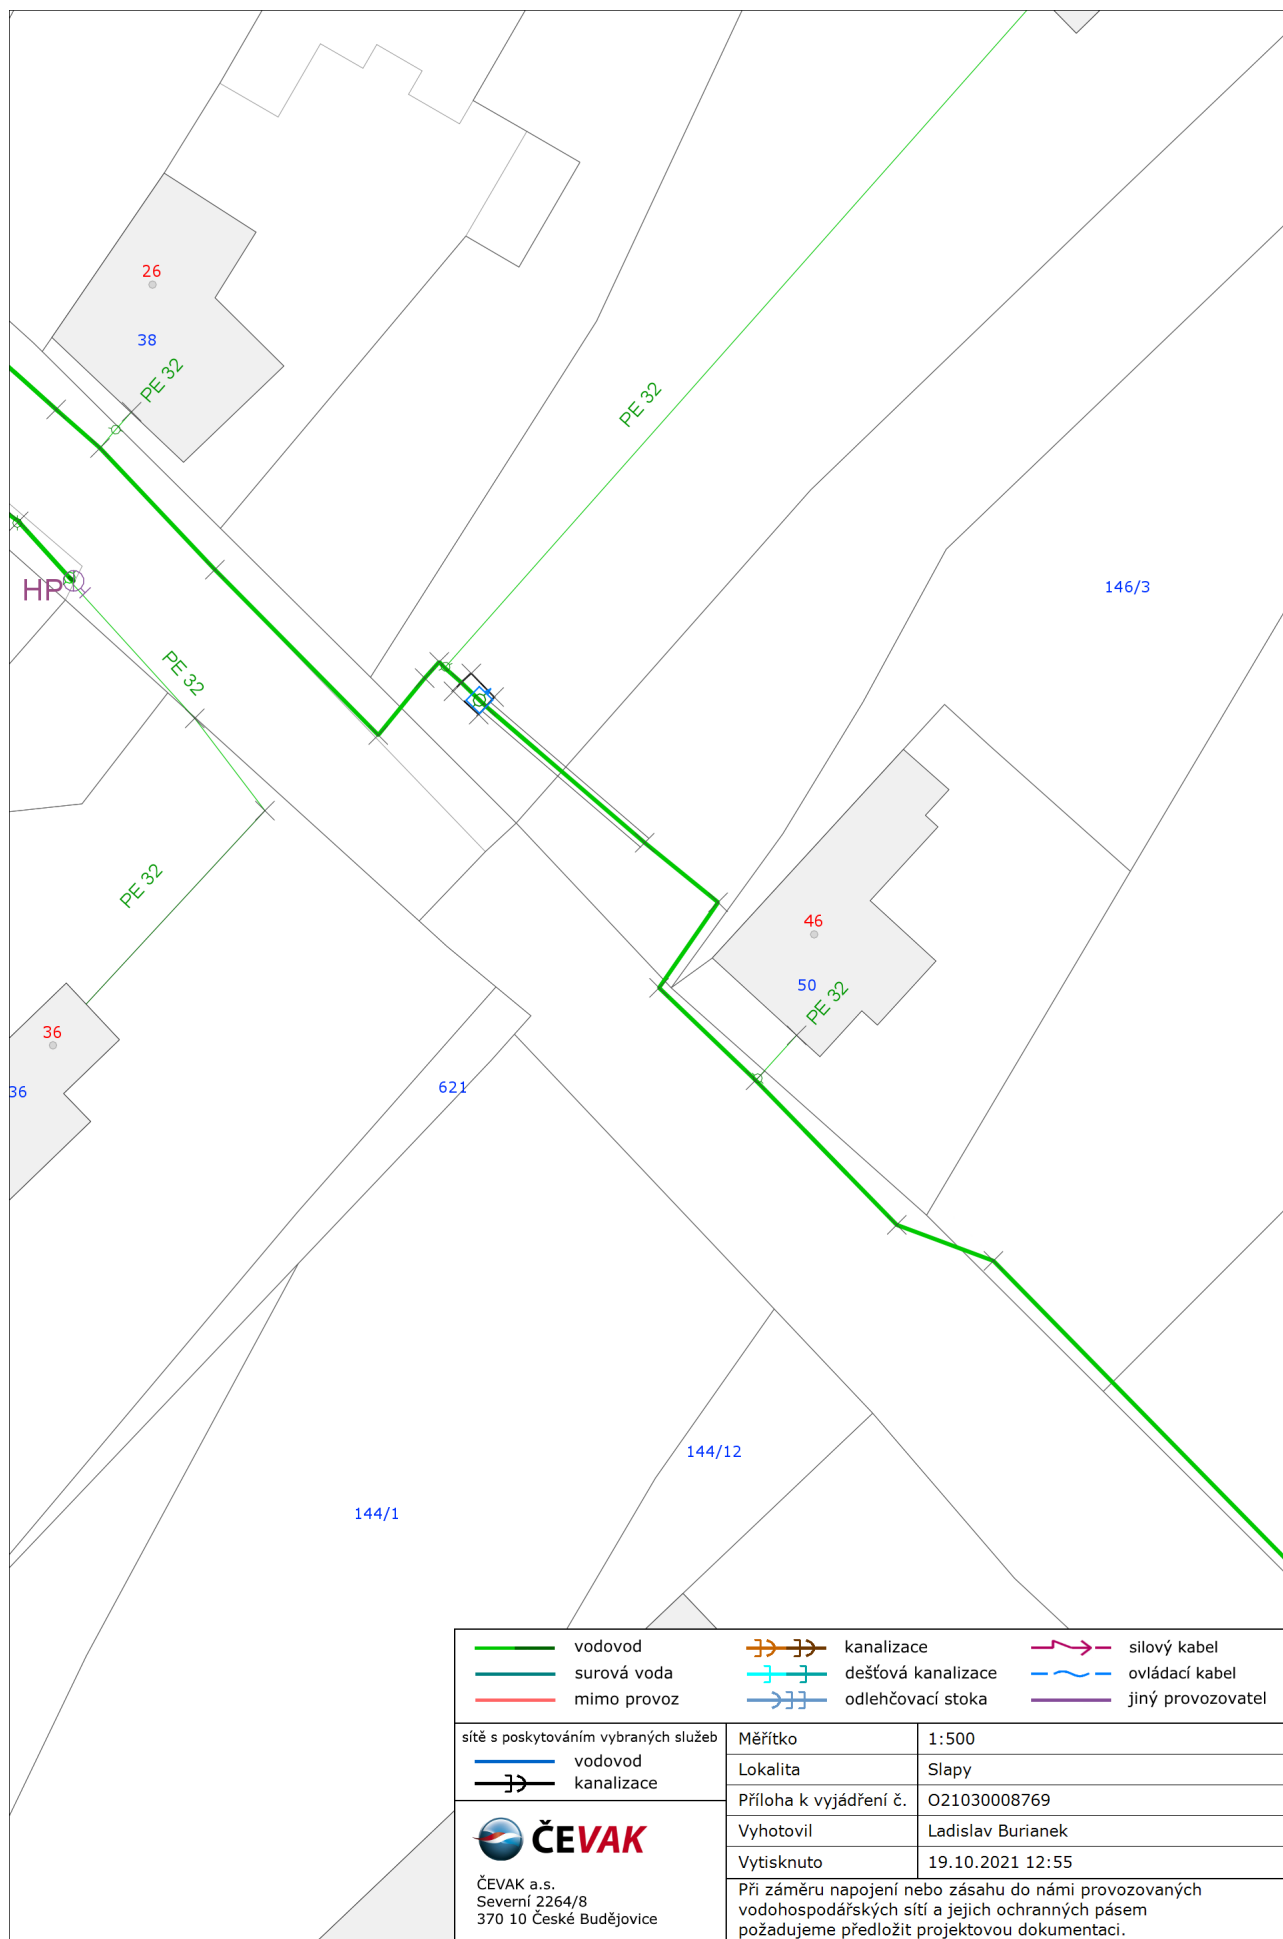 26
38
PE 32
PE 32
146/3
HP
PE 32
PE 32
46
50
PE 32
36
36
621
144/12
144/1
vodovod
surová voda
mimo provoz
kanalizace
dešťová kanalizace
odlehčovací stoka
silový kabel
ovládací kabel
jiný provozovatel
sítě s poskytováním vybraných služeb
vodovod
kanalizace
Měřítko 1:500
Lokalita Slapy
Příloha k vyjádření č. O21030008769
Vyhotovil Ladislav Burianek
Vytisknuto 19.10.2021 12:55
ČEVAK
ČEVAK a.s.
Severní 2264/8
370 10 České Budějovice
Při záměru napojení nebo zásahu do námi provozovaných
vodohospodářských sítí a jejich ochranných pásem
požadujeme předložit projektovou dokumentaci.